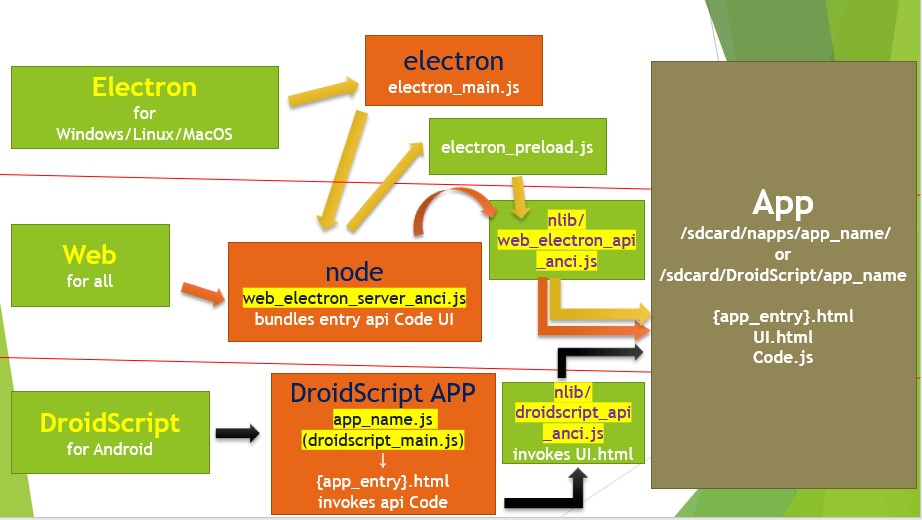 Electron
for
Windows/Linux/MacOS
electron
electron_main.js
electron_preload.js
Web
for all
node
web_electron_server_anci.js
bundles entry api Code UI
nlib/
web_electron_api
_anci.js
DroidScript
for Android
DroidScript APP
app_name.js
(droidscript_main.js)
↓
{app_entry}.html
invokes api Code
nlib/
droidscript_api
_anci.js
invokes UI.html
App
/sdcard/napps/app_name/
or
/sdcard/DroidScript/app_name
{app_entry}.html
UI.html
Code.js